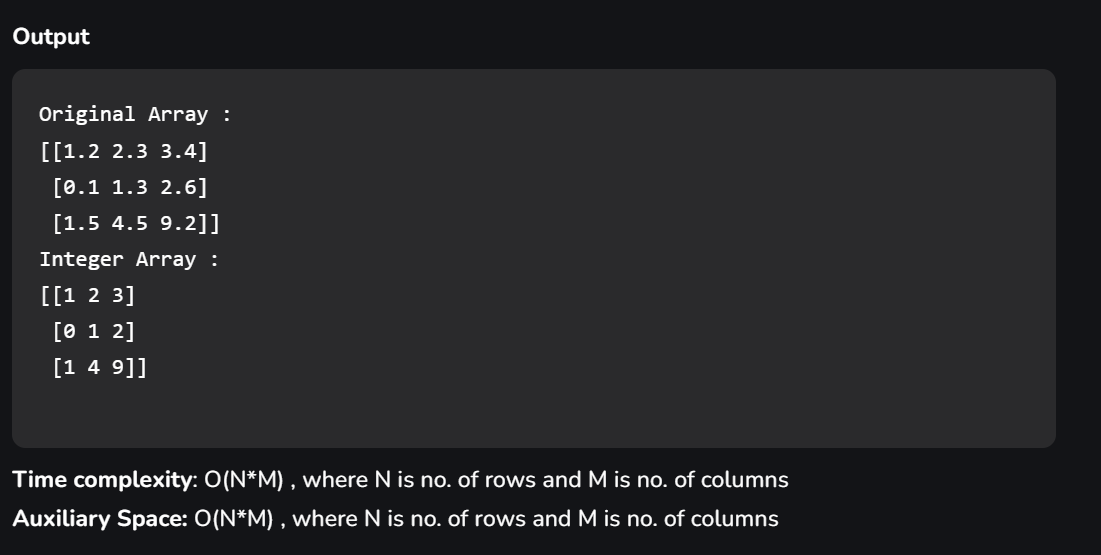 Output
Original Array :
[[1.2 2.3 3.4]
 [0.1 1.3 2.6]
 [1.5 4.5 9.2]]
Integer Array :
[[1 2 3]
 [0 1 2]
 [1 4 9]]
Time complexity: O(N*M) , where N is no. of rows and M is no. of columns
Auxiliary Space: O(N*M) , where N is no. of rows and M is no. of columns